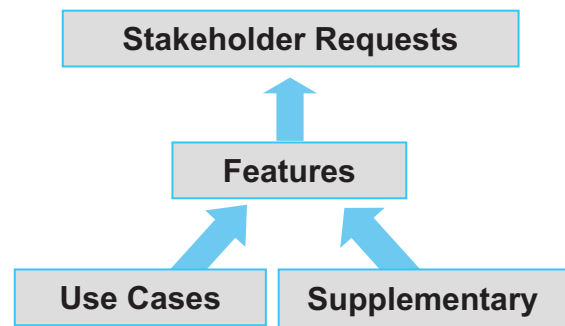 Stakeholder Requests
Features
Use Cases
Supplementary